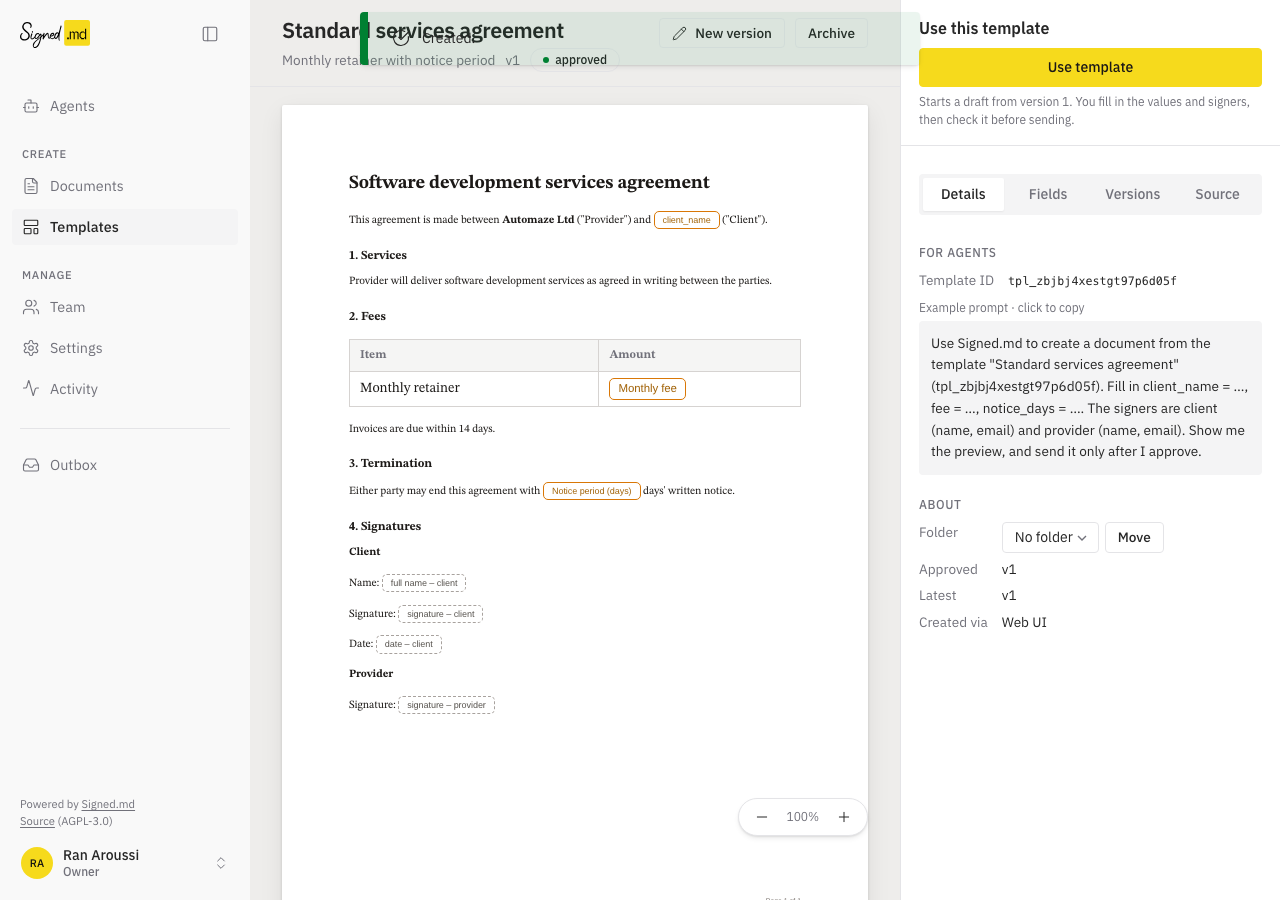 Signed .md
Agents
CREATE
Documents
Templates
MANAGE
Team
Settings
Activity
Outbox
Powered by Signed.md
Source (AGPL-3.0)
RA
Ran Aroussi
Owner
Standard services agreement
Created
New version
Archive
Monthly retainer with notice period v1 approved
Software development services agreement
This agreement is made between Automaze Ltd ("Provider") and client_name ("Client").
1. Services
Provider will deliver software development services as agreed in writing between the parties.
2. Fees
Item Amount
Monthly retainer Monthly fee
Invoices are due within 14 days.
3. Termination
Either party may end this agreement with Notice period (days) days' written notice.
4. Signatures
Client
Name: full name – client
Signature: signature – client
Date: date – client
Provider
Signature: signature – provider
100%
Use this template
Use template
Starts a draft from version 1. You fill in the values and signers,
then check it before sending.
Details Fields Versions Source
FOR AGENTS
Template ID tpl_zbjbj4xestgt97p6d05f
Example prompt · click to copy
Use Signed.md to create a document from the
template "Standard services agreement"
(tpl_zbjbj4xestgt97p6d05f). Fill in client_name = ...,
fee = ..., notice_days = .... The signers are client
(name, email) and provider (name, email). Show me
the preview, and send it only after I approve.
ABOUT
Folder No folder Move
Approved v1
Latest v1
Created via Web UI